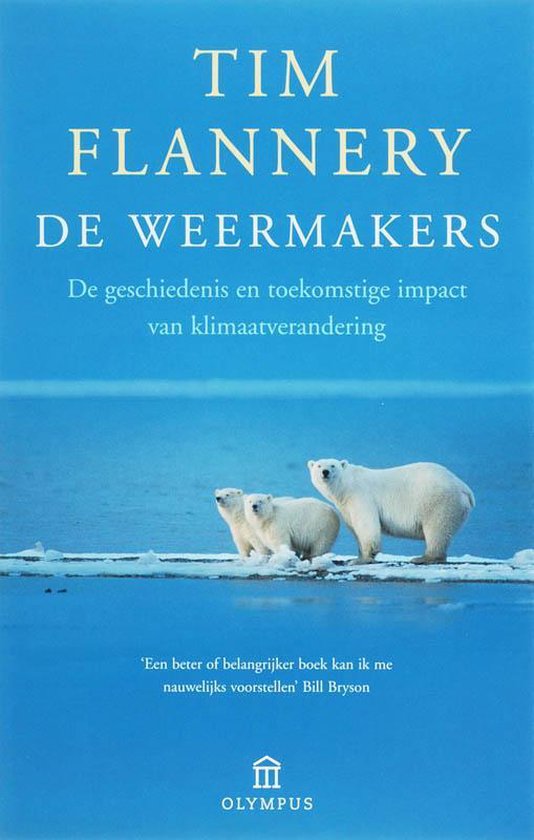 TIM
FLANNERY
DE WEERMAKERS
De geschiedenis en toekomstige impact
van klimaatverandering
‘Een beter of belangrijker boek kan ik me
nauwelijks voorstellen’ Bill Bryson
OLYMPUS